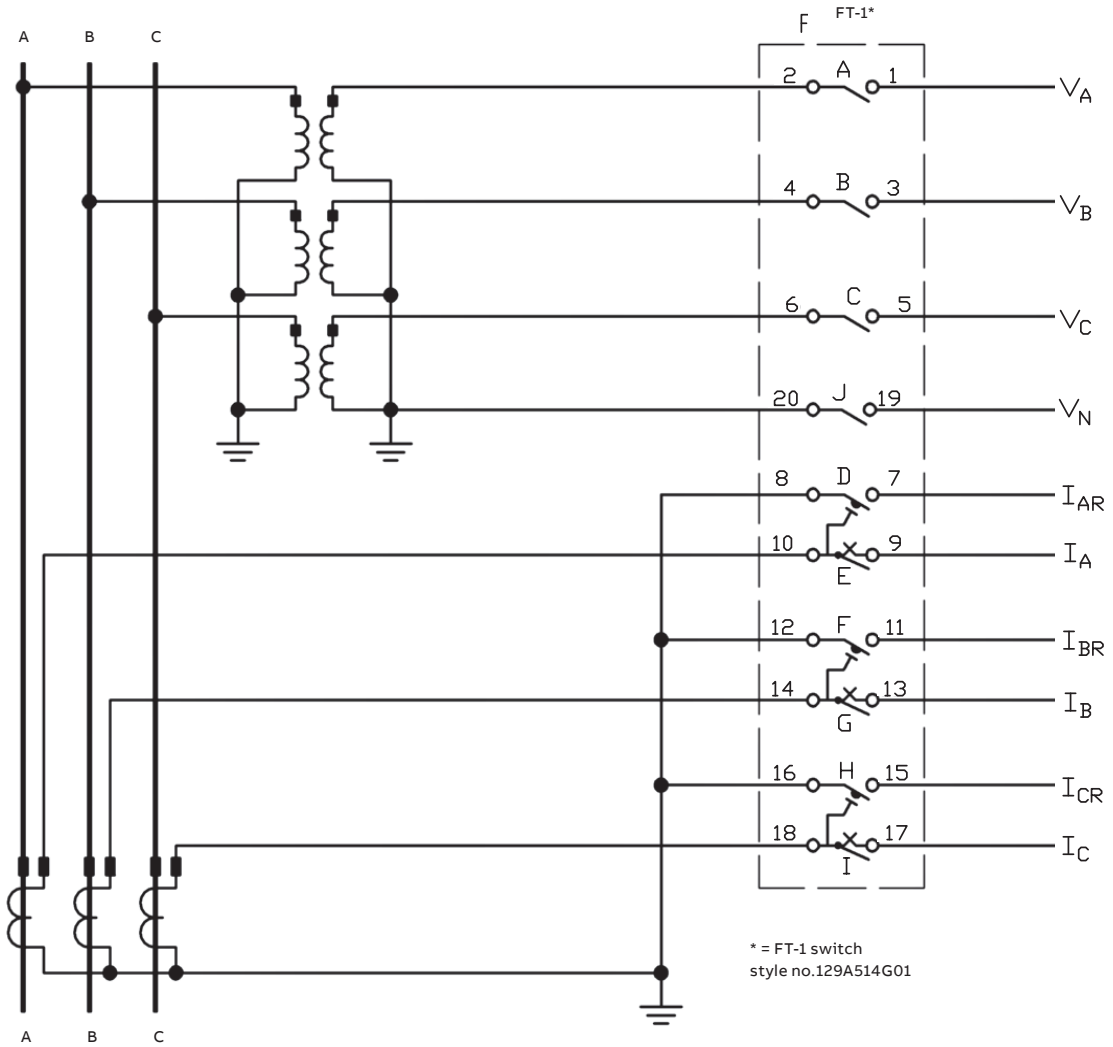 F FT-1*
A B C
2 A 1 VA
4 B 3 VB
6 C 5 VC
20 J 19 VN
8 D 7 IAR
10 9 IA
E
12 F 11 IBR
14 13 IB
G
16 H 15 ICR
18 17 IC
I
* = FT-1 switch
style no.129A514G01
A B C